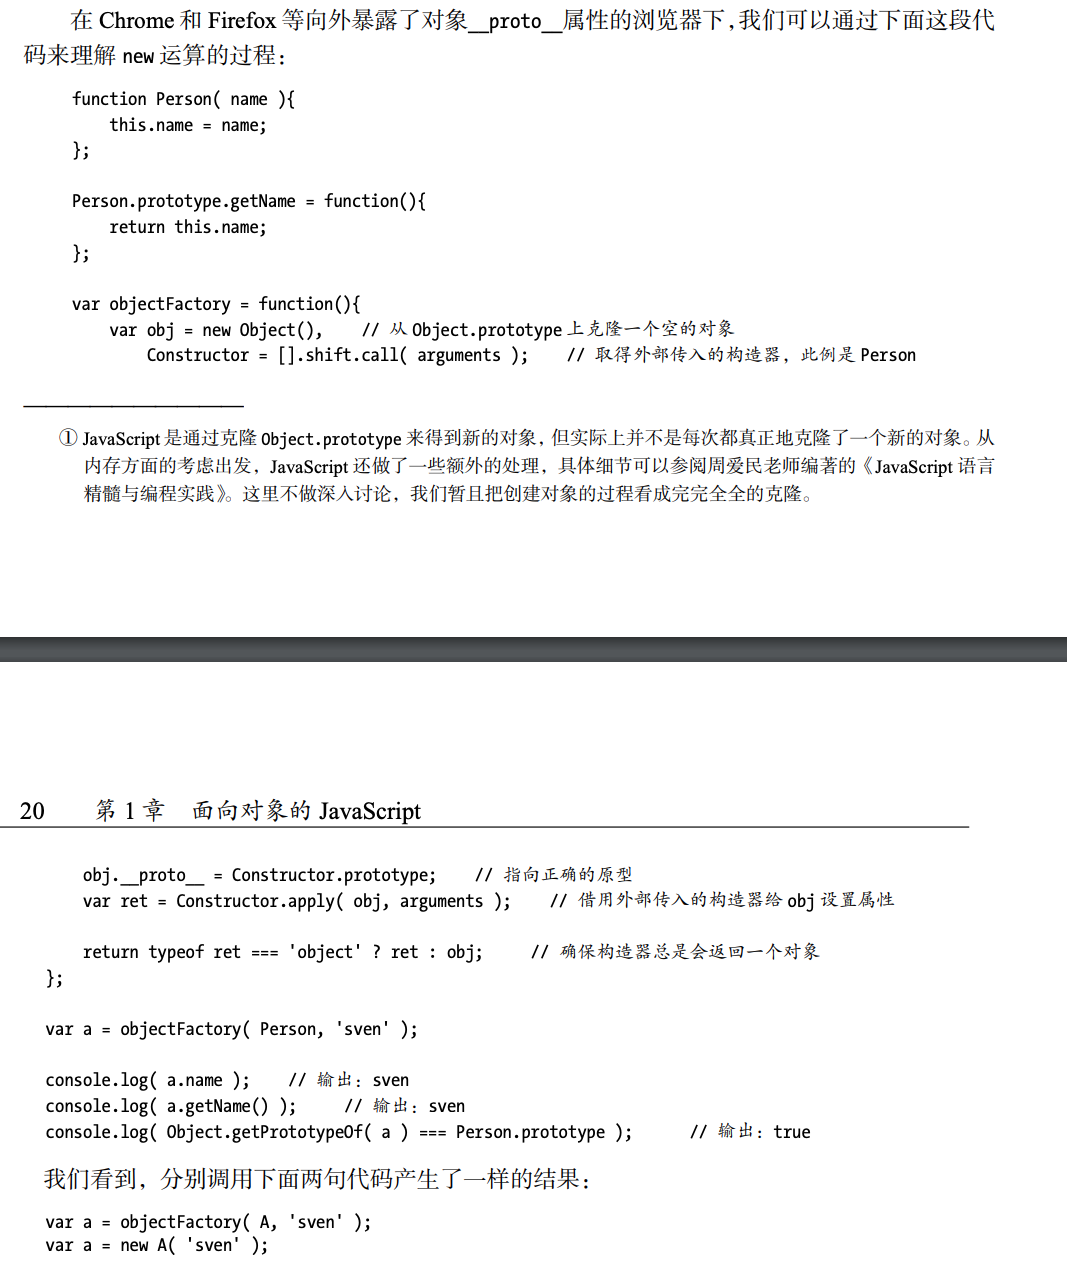 在 Chrome 和 Firefox 等向外暴露了对象__proto__属性的浏览器下，我们可以通过下面这段代
码来理解 new 运算的过程：
function Person( name ){
    this.name = name;
};
Person.prototype.getName = function(){
    return this.name;
};
var objectFactory = function(){
    var obj = new Object(),    // 从 Object.prototype 上克隆一个空的对象
        Constructor = [].shift.call( arguments );    // 取得外部传入的构造器，此例是 Person
① JavaScript 是通过克隆 Object.prototype 来得到新的对象，但实际上并不是每次都真正地克隆了一个新的对象。从
内存方面的考虑出发，JavaScript 还做了一些额外的处理，具体细节可以参阅周爱民老师编著的《JavaScript 语言
精髓与编程实践》。这里不做深入讨论，我们暂且把创建对象的过程看成完完全全的克隆。
20    第 1 章    面向对象的 JavaScript
    obj.__proto__ = Constructor.prototype;    // 指向正确的原型
    var ret = Constructor.apply( obj, arguments );    // 借用外部传入的构造器给 obj 设置属性
    return typeof ret === 'object' ? ret : obj;     // 确保构造器总是会返回一个对象
};
var a = objectFactory( Person, 'sven' );
console.log( a.name );    // 输出：sven
console.log( a.getName() );     // 输出：sven
console.log( Object.getPrototypeOf( a ) === Person.prototype );      // 输出：true
我们看到，分别调用下面两句代码产生了一样的结果：
var a = objectFactory( A, 'sven' );
var a = new A( 'sven' );